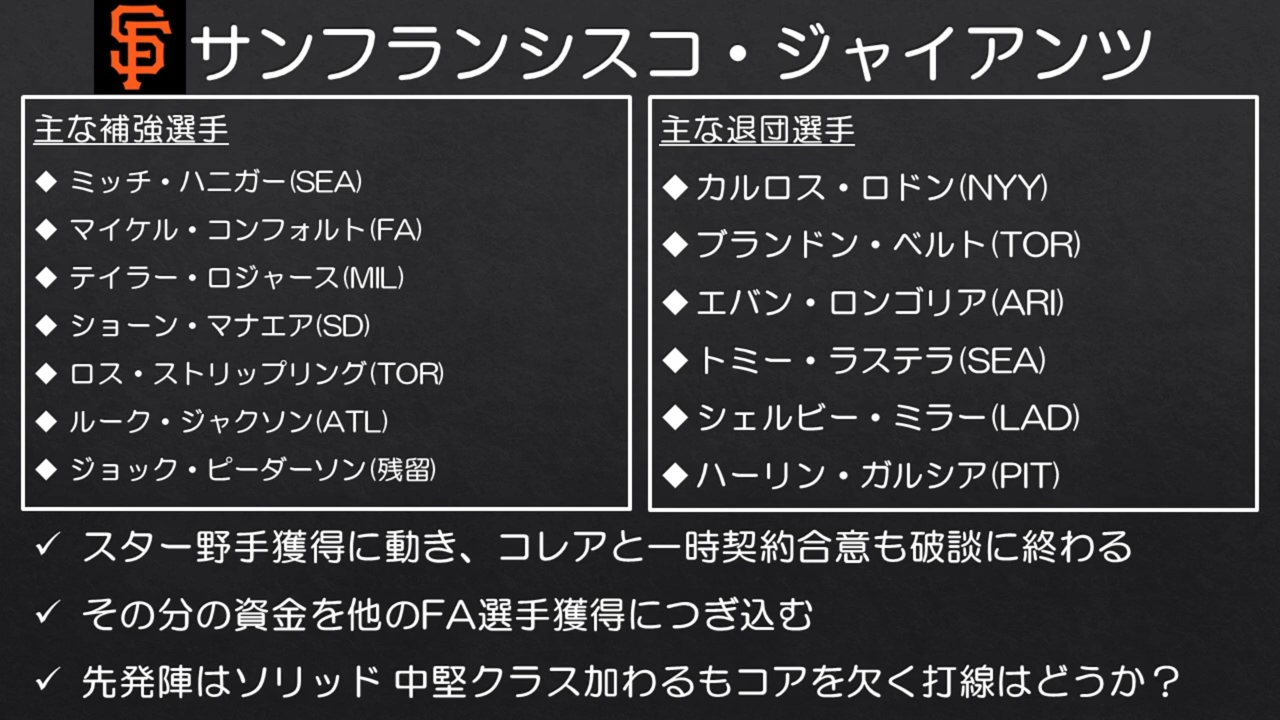 SF サンフランシスコ・ジャイアンツ
主な補強選手
◆ ミッチ・ハニガー(SEA)
◆ マイケル・コンフォルト(FA)
◆ テイラー・ロジャース(MIL)
◆ ショーン・マナエア(SD)
◆ ロス・ストリップリング(TOR)
◆ ルーク・ジャクソン(ATL)
◆ ジョック・ピーダーソン(残留)
主な退団選手
◆ カルロス・ロドン(NYY)
◆ ブランドン・ベルト(TOR)
◆ エバン・ロンゴリア(ARI)
◆ トミー・ラステラ(SEA)
◆ シェルビー・ミラー(LAD)
◆ ハーリン・ガルシア(PIT)
✓ スター野手獲得に動き、コレアと一時契約合意も破談に終わる
✓ その分の資金を他のFA選手獲得につぎ込む
✓ 先発陣はソリッド 中堅クラス加わるもコアを欠く打線はどうか？